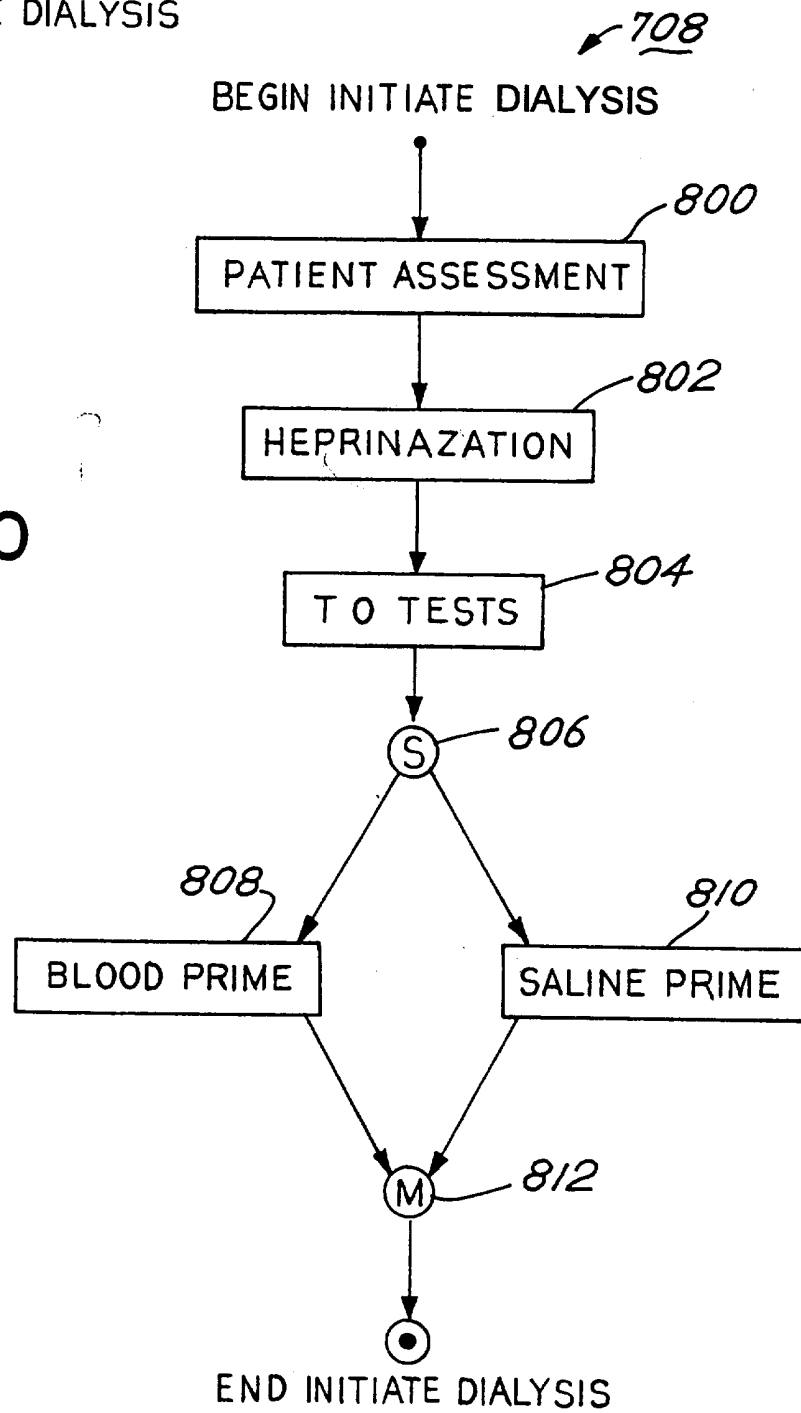 DIALYSIS
708
BEGIN INITIATE DIALYSIS
800
PATIENT ASSESSMENT
802
HEPRINAZATION
804
T O TESTS
806
S
808
810
BLOOD PRIME
SALINE PRIME
M
812
END INITIATE DIALYSIS